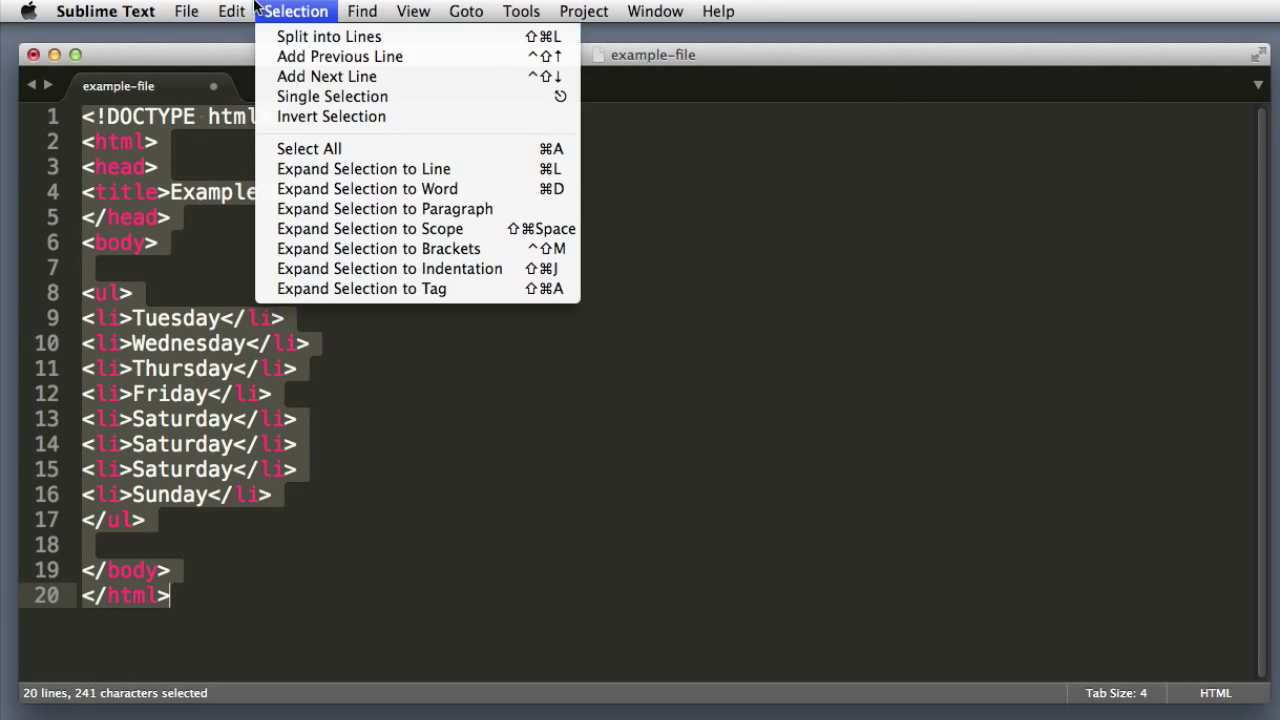 Sublime Text File Edit Selection Find View Goto Tools Project Window Help
Split into Lines ⇧⌘L
Add Previous Line ^⇧↑
Add Next Line ^⇧↓
Single Selection ⎋
Invert Selection
Select All ⌘A
Expand Selection to Line ⌘L
Expand Selection to Word ⌘D
Expand Selection to Paragraph
Expand Selection to Scope ⇧⌘Space
Expand Selection to Brackets ^⇧M
Expand Selection to Indentation ⇧⌘J
Expand Selection to Tag ⇧⌘A
example-file
example-file
1 <!DOCTYPE html
2 <html>
3 <head>
4 <title>Example
5 </head>
6 <body>
7
8 <ul>
9 <li>Tuesday</li>
10 <li>Wednesday</li>
11 <li>Thursday</li>
12 <li>Friday</li>
13 <li>Saturday</li>
14 <li>Saturday</li>
15 <li>Saturday</li>
16 <li>Sunday</li>
17 </ul>
18
19 </body>
20 </html>
20 lines, 241 characters selected Tab Size: 4 HTML